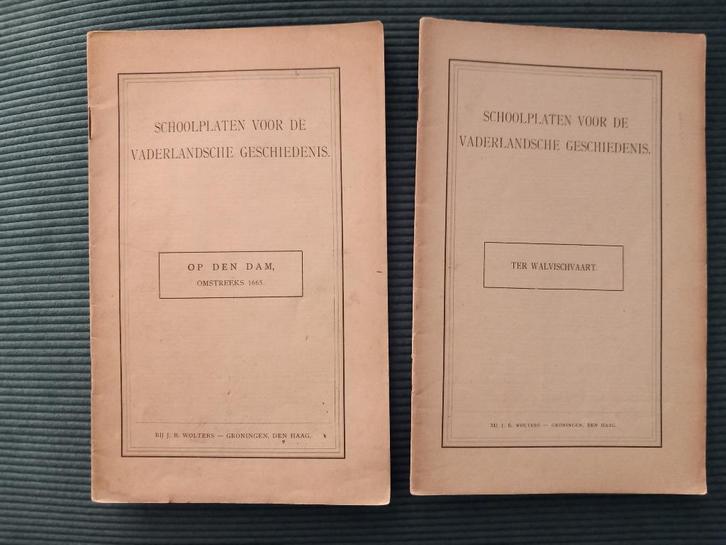 SCHOOLPLATEN VOOR DE
VADERLANDSCHE GESCHIEDENIS.
OP DEN DAM,
OMSTREEKS 1665.
BIJ J. B. WOLTERS — GRONINGEN, DEN HAAG.
SCHOOLPLATEN VOOR DE
VADERLANDSCHE GESCHIEDENIS.
TER WALVISCHVAART.
BIJ J. B. WOLTERS — GRONINGEN, DEN HAAG.